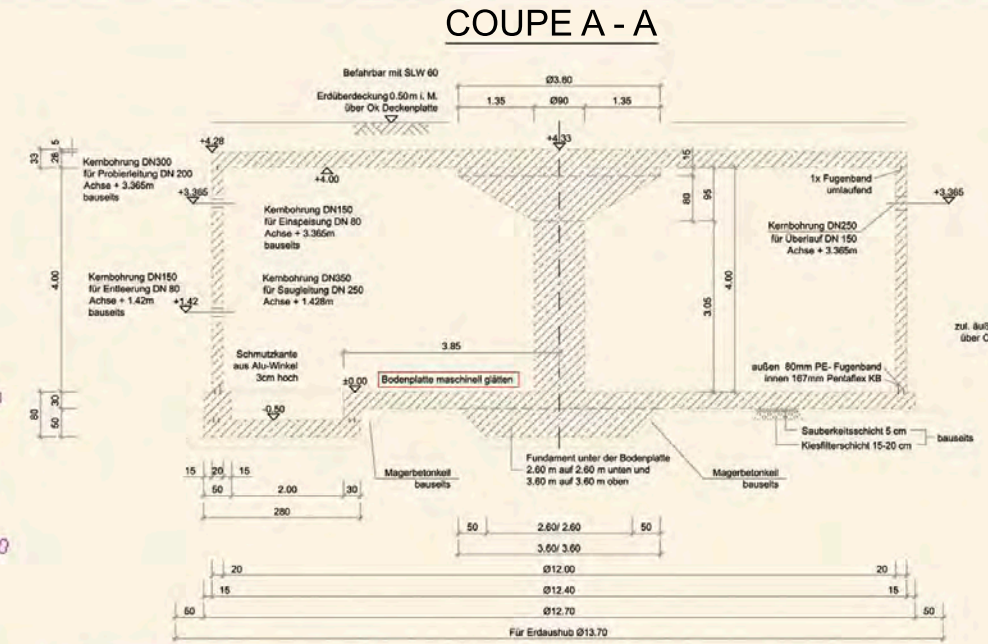 COUPE A - A
Befahrbar mit SLW 60
Erdüberdeckung 0.50m i. M.
über Ok Deckenplatte
Ø3.60
1.35
Ø90
1.35
+4.28
+4.33
5
28
33
15
80
95
Kernbohrung DN300
für Probierleitung DN 200
Achse + 3.365m
bauseits
+3.365
+4.00
Kernbohrung DN150
für Einspeisung DN 80
Achse + 3.365m
bauseits
1x Fugenband
umlaufend
+3.365
Kernbohrung DN250
für Überlauf DN 150
Achse + 3.365m
4.00
4.00
3.05
Kernbohrung DN150
für Entleerung DN 80
Achse + 1.42m
bauseits
+1.42
Kernbohrung DN350
für Saugleitung DN 250
Achse + 1.428m
über O
3.85
Schmutzkante
aus Alu-Winkel
3cm hoch
±0.00
Bodenplatte maschinell glätten
außen 80mm PE- Fugenband
innen 167mm Pentaflex KB
-0.50
80
30
50
Sauberkeitsschicht 5 cm
Kiesfilterschicht 15-20 cm
bauseits
Magerbetonkeil
bauseits
Fundament unter der Bodenplatte
2.60 m auf 2.60 m unten und
3.60 m auf 3.60 m oben
Magerbetonkeil
bauseits
15
20
15
50
2.00
30
280
50
2.60/ 2.60
50
3.60/ 3.60
20
Ø12.00
20
15
Ø12.40
15
Ø12.70
50
Für Erdaushub Ø13.70